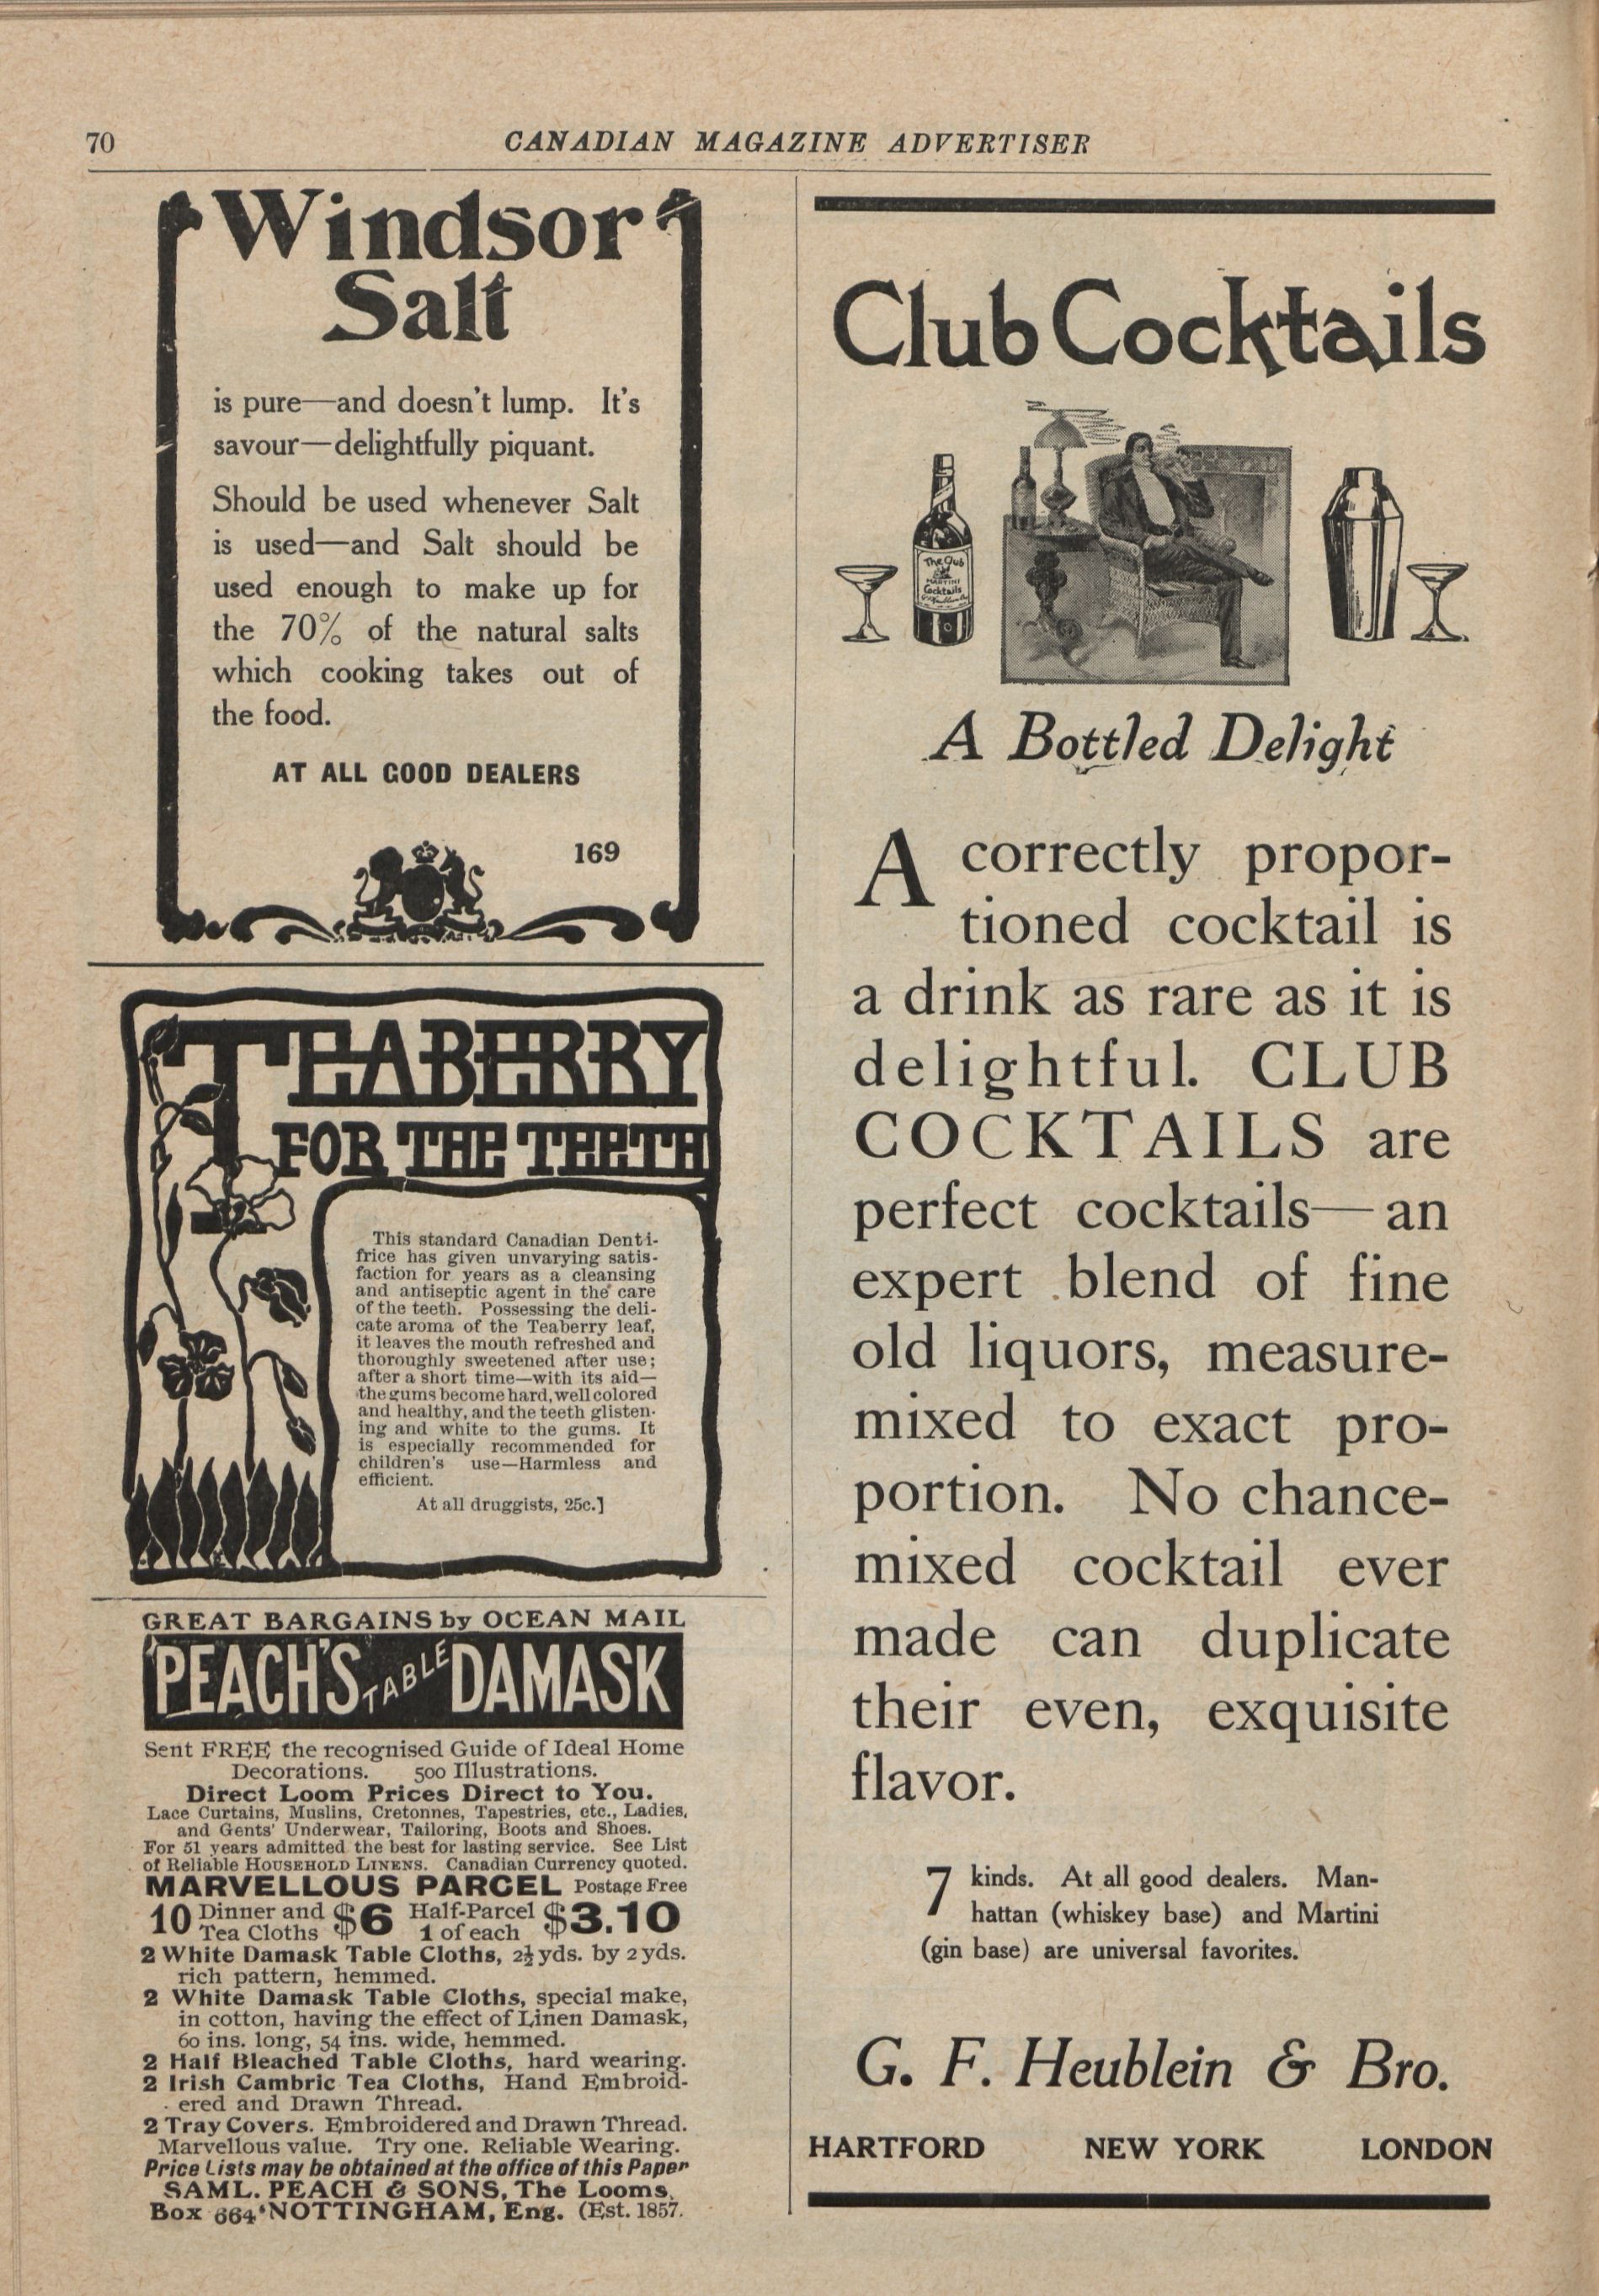 70
CANADIAN MAGAZINE ADVERTISER
Windsor
Salt
is pure—and doesn't lump. It's
savour—delightfully piquant.
Should be used whenever Salt
is used—and Salt should be
used enough to make up for
the 70% of the natural salts
which cooking takes out of
the food.
AT ALL GOOD DEALERS
169
TEABERRY
FOR THE TEETH
This standard Canadian Denti-
frice has given unvarying satis-
faction for years as a cleansing
and antiseptic agent in the care
of the teeth. Possessing the deli-
cate aroma of the Teaberry leaf,
it leaves the mouth refreshed and
thoroughly sweetened after use;
after a short time—with its aid—
the gums become hard, well colored
and healthy, and the teeth glisten-
ing and white to the gums. It
is especially recommended for
children's use—Harmless and
efficient.
At all druggists, 25c.]
GREAT BARGAINS by OCEAN MAIL
PEACH'S TABLE DAMASK
Sent FREE the recognised Guide of Ideal Home
Decorations. 500 Illustrations.
Direct Loom Prices Direct to You.
Lace Curtains, Muslins, Cretonnes, Tapestries, etc., Ladies,
and Gents' Underwear, Tailoring, Boots and Shoes.
For 51 years admitted the best for lasting service. See List
of Reliable HOUSEHOLD LINENS. Canadian Currency quoted.
MARVELLOUS PARCEL Postage Free
10 Dinner and Tea Cloths $6 Half-Parcel 1 of each $3.10
2 White Damask Table Cloths, 2½ yds. by 2 yds.
rich pattern, hemmed.
2 White Damask Table Cloths, special make,
in cotton, having the effect of Linen Damask,
60 ins. long, 54 ins. wide, hemmed.
2 Half Bleached Table Cloths, hard wearing.
2 Irish Cambric Tea Cloths, Hand Embroid-
ered and Drawn Thread.
2 Tray Covers. Embroidered and Drawn Thread.
Marvellous value. Try one. Reliable Wearing.
Price Lists may be obtained at the office of this Paper
SAML. PEACH & SONS, The Looms,
Box 664 NOTTINGHAM, Eng. (Est. 1857.
Club Cocktails
The Club
MARTINI
Cocktails
A Bottled Delight
A correctly propor-
tioned cocktail is
a drink as rare as it is
delightful. CLUB
COCKTAILS are
perfect cocktails—an
expert blend of fine
old liquors, measure-
mixed to exact pro-
portion. No chance-
mixed cocktail ever
made can duplicate
their even, exquisite
flavor.
7 kinds. At all good dealers. Man-
hattan (whiskey base) and Martini
(gin base) are universal favorites.
G. F. Heublein & Bro.
HARTFORD NEW YORK LONDON